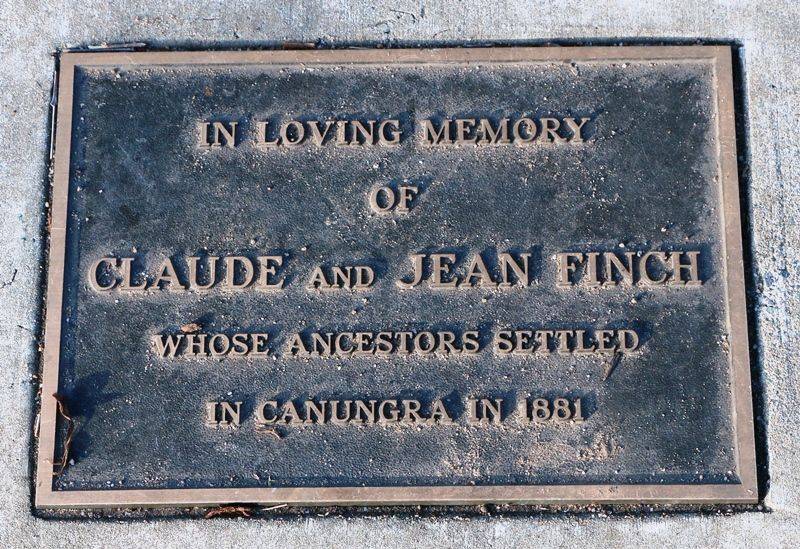 IN LOVING MEMORY
OF
CLAUDE AND JEAN FINCH
WHOSE ANCESTORS SETTLED
IN CANUNGRA IN 1881